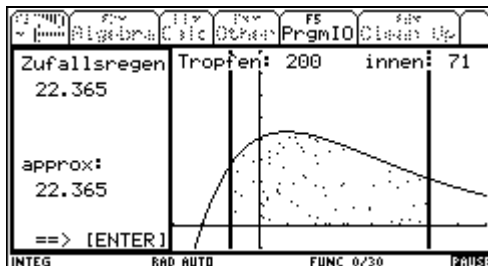 F5
Algebra Calc Other PrgmIO Clean Up
Zufallsregen Tropfen: 200 innen: 71
22.365
approx:
22.365
==> [ENTER]
INTEG RAD AUTO FUNC 0/30 PAUSE